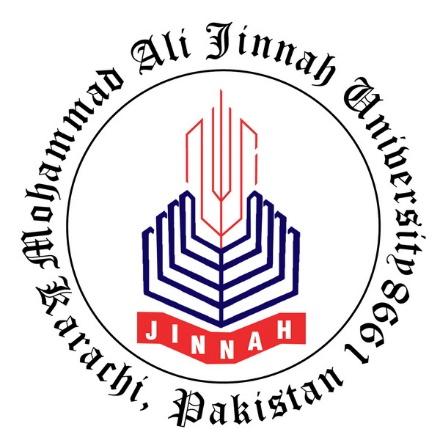 Mohammad Ali Jinnah University 1998
Karachi, Pakistan
JINNAH